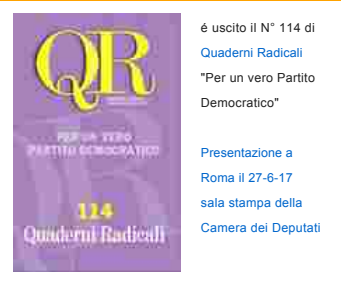 QR
PER UN VERO
PARTITO DEMOCRATICO
114
Quaderni Radicali
é uscito il N° 114 di
Quaderni Radicali
"Per un vero Partito
Democratico"
Presentazione a
Roma il 27-6-17
sala stampa della
Camera dei Deputati